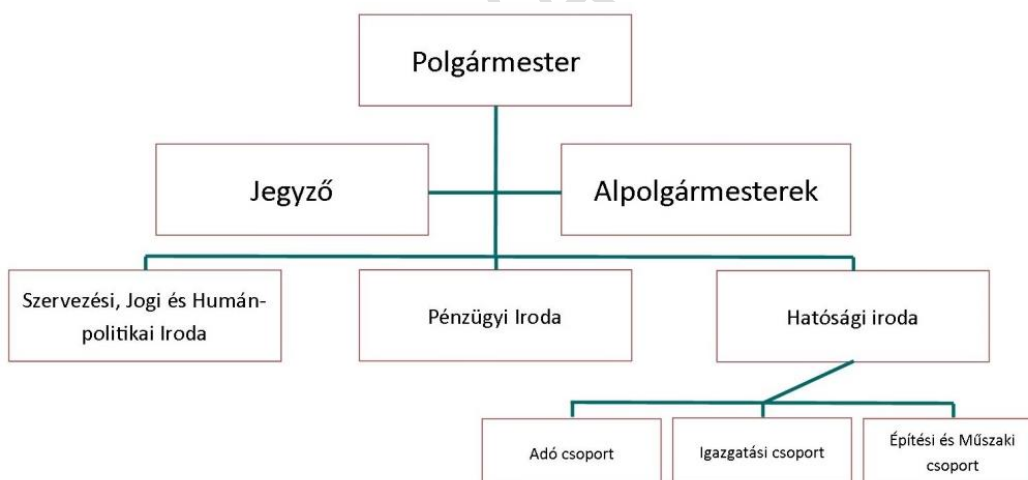 Polgármester
Jegyző
Alpolgármesterek
Szervezési, Jogi és Humán-
politikai Iroda
Pénzügyi Iroda
Hatósági iroda
Adó csoport
Igazgatási csoport
Építési és Műszaki
csoport